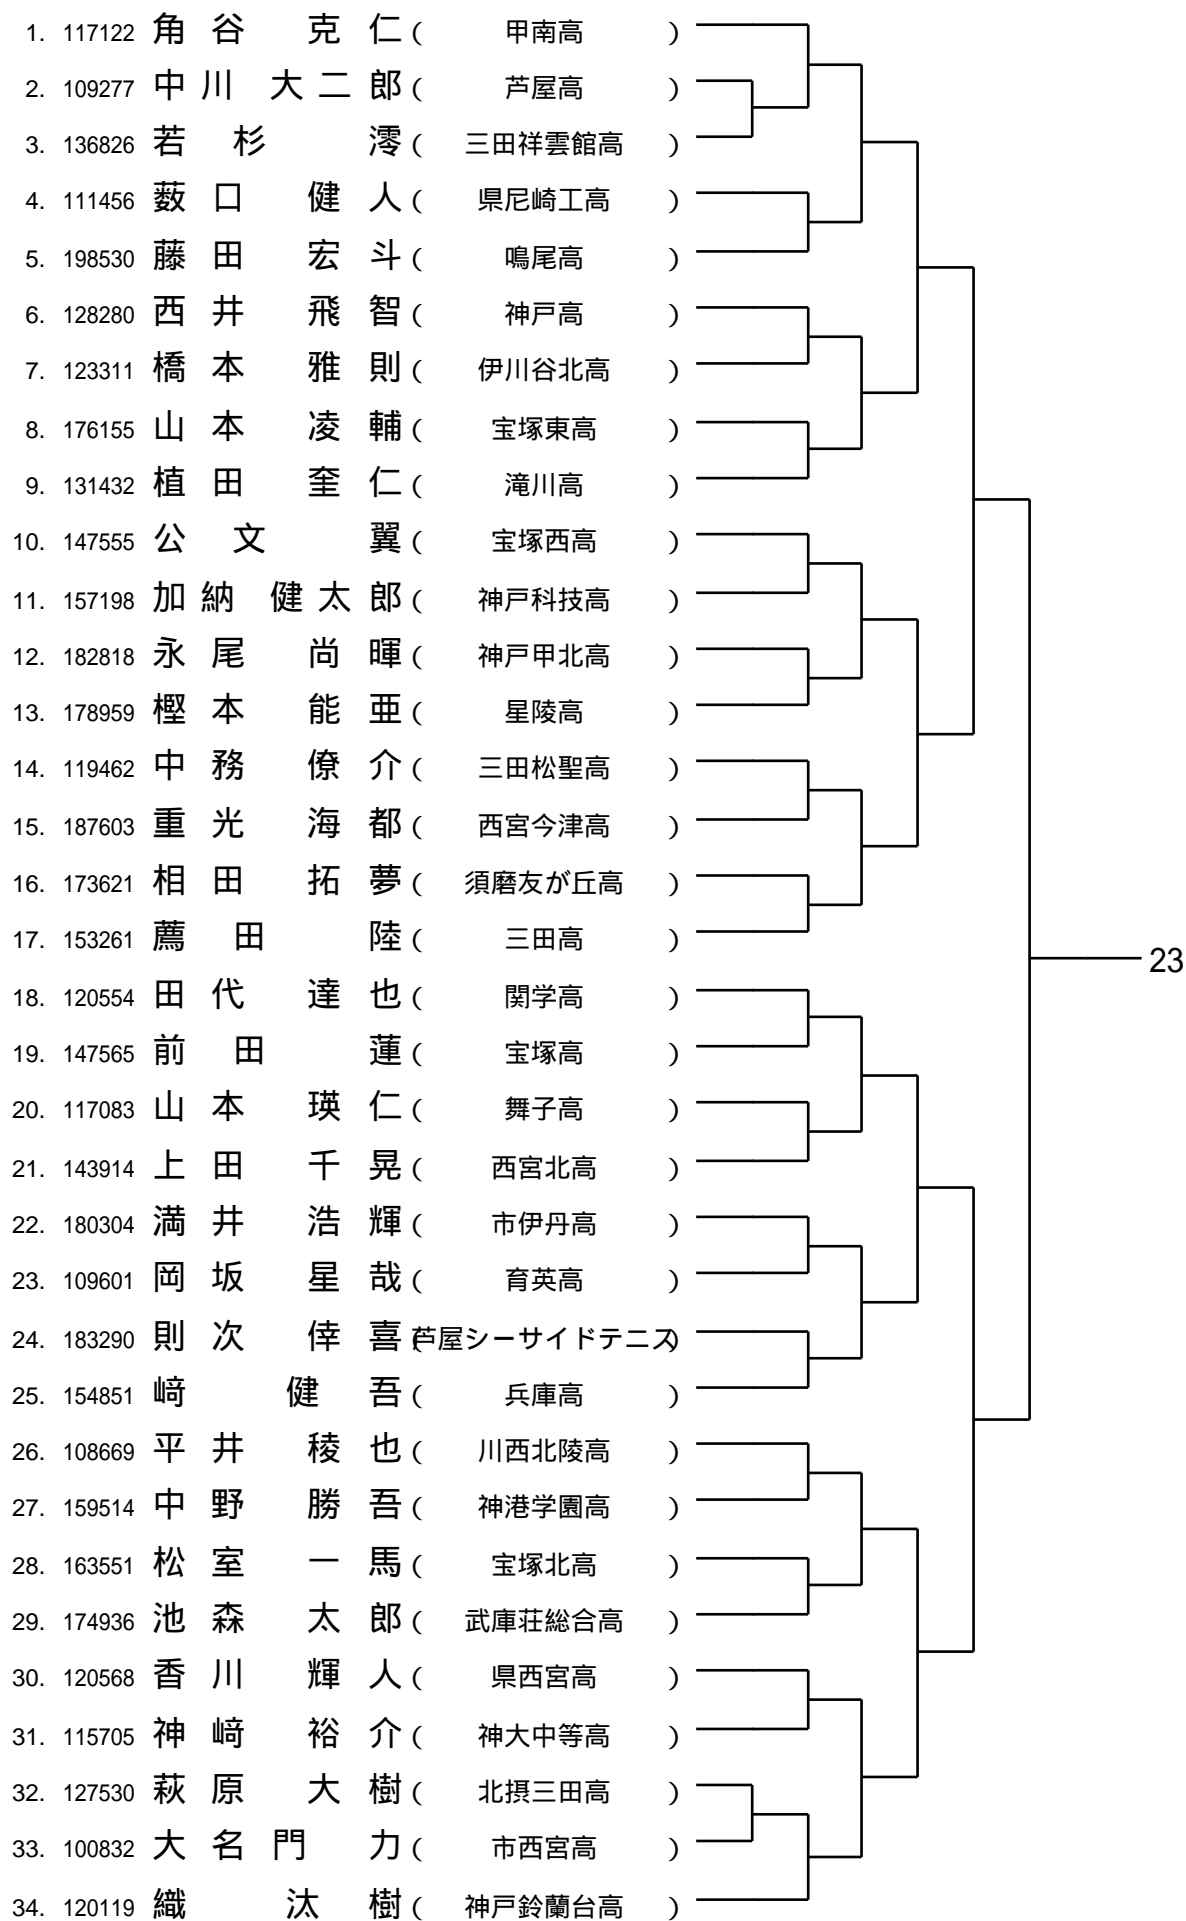 1. 117122 角谷 克仁 ( 甲南高 )
2. 109277 中川 大二郎 ( 芦屋高 )
3. 136826 若杉 澪 ( 三田祥雲館高 )
4. 111456 薮口 健人 ( 県尼崎工高 )
5. 198530 藤田 宏斗 ( 鳴尾高 )
6. 128280 西井 飛智 ( 神戸高 )
7. 123311 橋本 雅則 ( 伊川谷北高 )
8. 176155 山本 凌輔 ( 宝塚東高 )
9. 131432 植田 奎仁 ( 滝川高 )
10. 147555 公文 翼 ( 宝塚西高 )
11. 157198 加納 健太郎 ( 神戸科技高 )
12. 182818 永尾 尚暉 ( 神戸甲北高 )
13. 178959 樫本 能亜 ( 星陵高 )
14. 119462 中務 僚介 ( 三田松聖高 )
15. 187603 重光 海都 ( 西宮今津高 )
16. 173621 相田 拓夢 ( 須磨友が丘高 )
17. 153261 薦田 陸 ( 三田高 )
23
18. 120554 田代 達也 ( 関学高 )
19. 147565 前田 蓮 ( 宝塚高 )
20. 117083 山本 瑛仁 ( 舞子高 )
21. 143914 上田 千晃 ( 西宮北高 )
22. 180304 満井 浩輝 ( 市伊丹高 )
23. 109601 岡坂 星哉 ( 育英高 )
24. 183290 則次 倖喜 ( 芦屋シーサイドテニス )
25. 154851 﨑 健吾 ( 兵庫高 )
26. 108669 平井 稜也 ( 川西北陵高 )
27. 159514 中野 勝吾 ( 神港学園高 )
28. 163551 松室 一馬 ( 宝塚北高 )
29. 174936 池森 太郎 ( 武庫荘総合高 )
30. 120568 香川 輝人 ( 県西宮高 )
31. 115705 神﨑 裕介 ( 神大中等高 )
32. 127530 萩原 大樹 ( 北摂三田高 )
33. 100832 大名門 力 ( 市西宮高 )
34. 120119 織 汰樹 ( 神戸鈴蘭台高 )